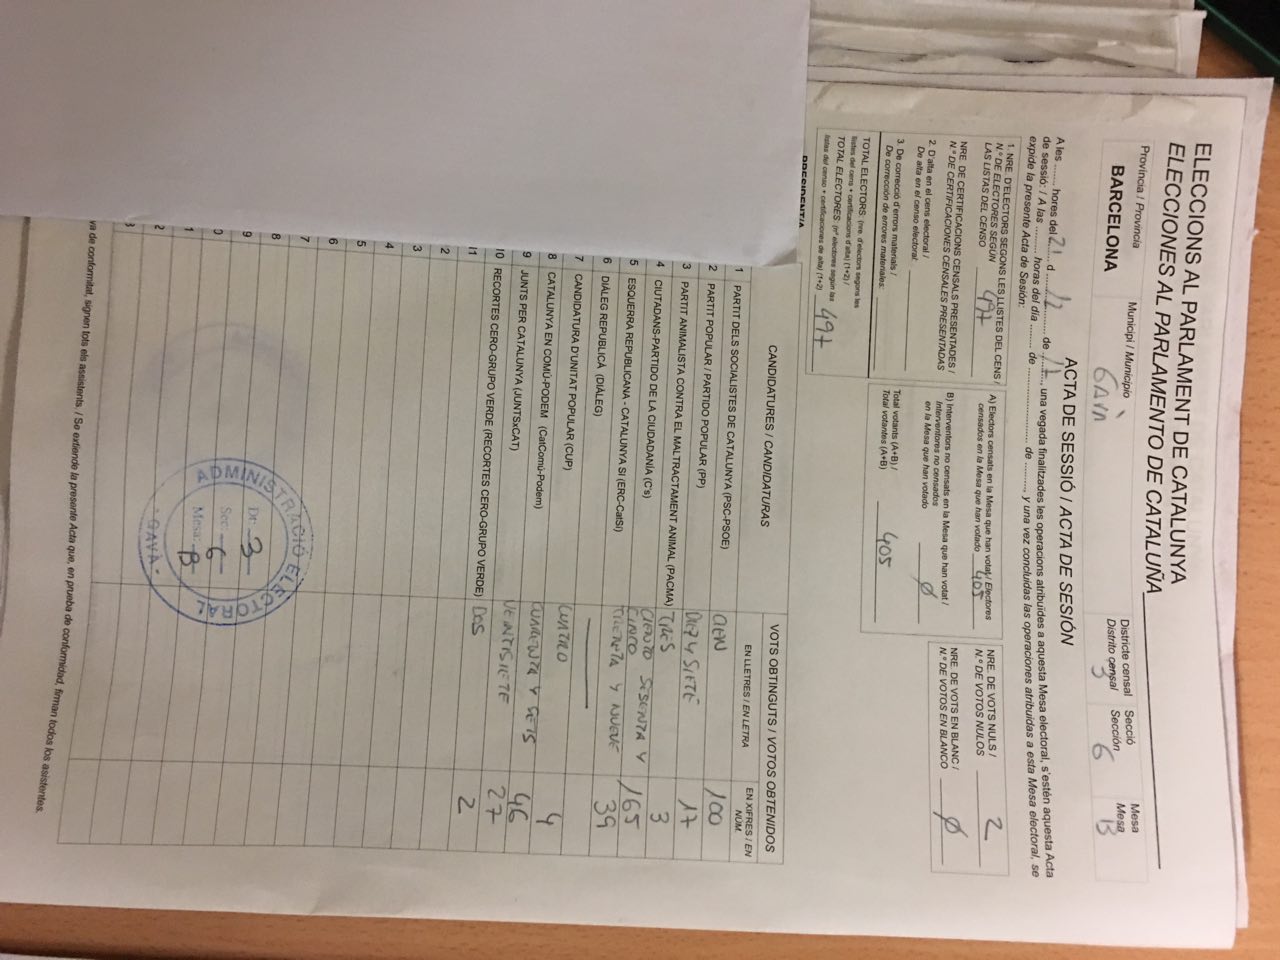 ELECCIONS AL PARLAMENT DE CATALUNYA
ELECCIONES AL PARLAMENTO DE CATALUÑA
Província / Provincia
BARCELONA
Municipi / Municipio
GAVÀ
Districte censal
Distrito censal
3
Secció
Sección
6
Mesa
Mesa
B
ACTA DE SESSIÓ / ACTA DE SESIÓN
A les ........ hores del 21 d 12 de 17, una vegada finalitzades les operacions atribuïdes a aquesta Mesa electoral, s'estén aquesta Acta
de sessió: / A las ......... horas del día ........ de ......................... de ........, y una vez concluidas las operaciones atribuidas a esta Mesa electoral, se
expide la presente Acta de Sesión:
1. NRE. D'ELECTORS SEGONS LES LLISTES DEL CENS /
N.º DE ELECTORES SEGÚN
LAS LISTAS DEL CENSO 497
NRE. DE CERTIFICACIONS CENSALS PRESENTADES /
N.º DE CERTIFICACIONES CENSALES PRESENTADAS
2. D'alta en el cens electoral /
De alta en el censo electoral:
3. De correcció d'errors materials /
De corrección de errores materiales:
TOTAL ELECTORS: (nre. d'electors segons les
llistes del cens + certificacions d'alta) (1+2) /
TOTAL ELECTORES: (nº electores según las
listas del censo + certificaciones de alta) (1+2) 497
A) Electors censats en la Mesa que han votat / Electores
censados en la Mesa que han votado 405
B) Interventors no censats en la Mesa que han votat /
Interventores no censados
en la Mesa que han votado Ø
Total votants (A+B) /
Total votantes (A+B) 405
NRE. DE VOTS NULS /
N.º DE VOTOS NULOS 2
NRE. DE VOTS EN BLANC /
N.º DE VOTOS EN BLANCO Ø
PRESIDENT/A
CANDIDATURES / CANDIDATURAS
VOTS OBTINGUTS / VOTOS OBTENIDOS
EN LLETRES / EN LETRA
EN XIFRES / EN
NÚM.
1 PARTIT DELS SOCIALISTES DE CATALUNYA (PSC-PSOE) CIEN 100
2 PARTIT POPULAR / PARTIDO POPULAR (PP) DIEZ Y SIETE 17
3 PARTIT ANIMALISTA CONTRA EL MALTRACTAMENT ANIMAL (PACMA) TRES 3
4 CIUTADANS-PARTIDO DE LA CIUDADANÍA (C's) CIENTO SESENTA Y CINCO 165
5 ESQUERRA REPUBLICANA - CATALUNYA SÍ (ERC-CatSí) TREINTA Y NUEVE 39
6 DIÀLEG REPUBLICÀ (DIÀLEG)
7 CANDIDATURA D'UNITAT POPULAR (CUP) CUATRO 4
8 CATALUNYA EN COMÚ-PODEM (CatComú-Podem) CUARENTA Y SEIS 46
9 JUNTS PER CATALUNYA (JUNTSxCAT) VEINTISIETE 27
10 RECORTES CERO-GRUPO VERDE (RECORTES CERO-GRUPO VERDE) DOS 2
11
2
3
4
5
6
7
8
9
0
1
2
3
ADMINISTRACIÓ ELECTORAL
Dt: 3
Sec: 6
Mesa: B
- GAVÀ -
va de conformitat, signen tots els assistents. / Se extiende la presente Acta que, en prueba de conformidad, firman todos los asistentes.